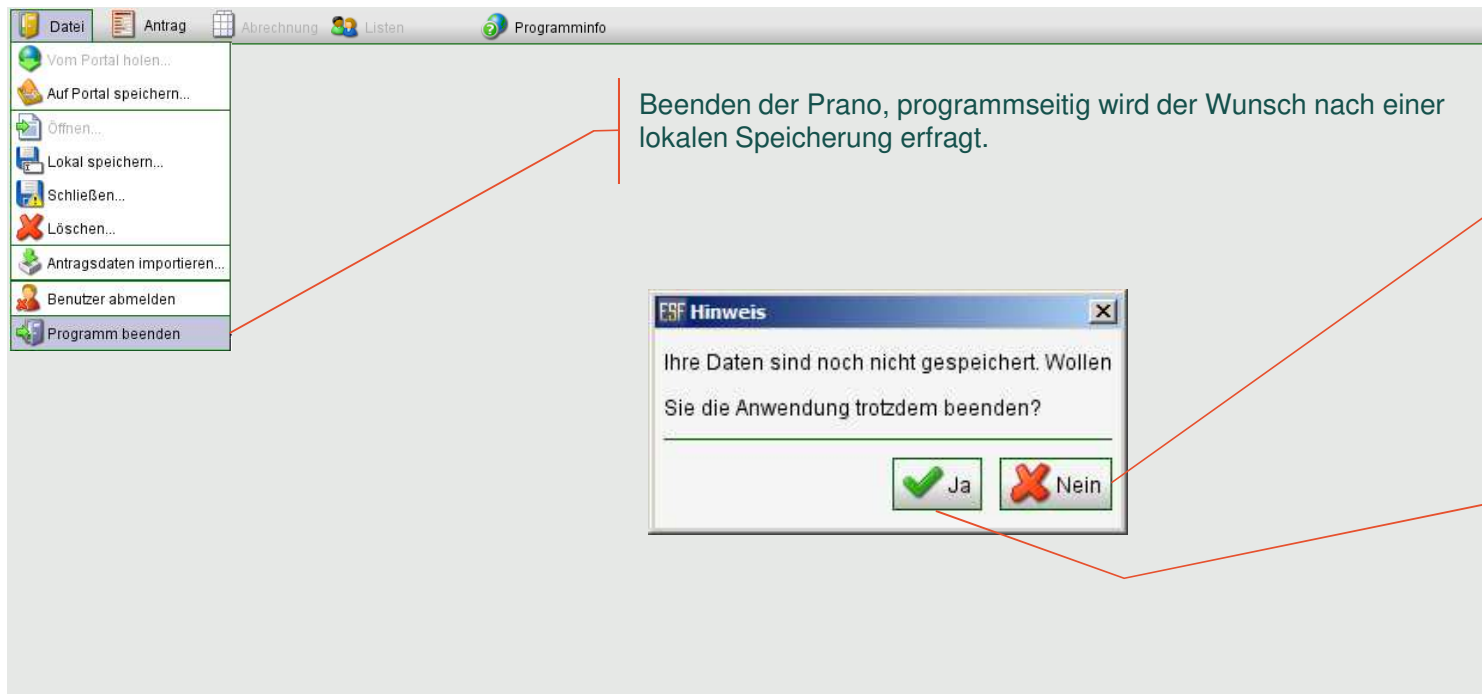 Datei Antrag Abrechnung Listen Programminfo
Vom Portal holen...
Auf Portal speichern...
Öffnen...
Lokal speichern...
Schließen...
Löschen...
Antragsdaten importieren...
Benutzer abmelden
Programm beenden
Beenden der Prano, programmseitig wird der Wunsch nach einer
lokalen Speicherung erfragt.
ESF Hinweis
Ihre Daten sind noch nicht gespeichert. Wollen
Sie die Anwendung trotzdem beenden?
Ja Nein